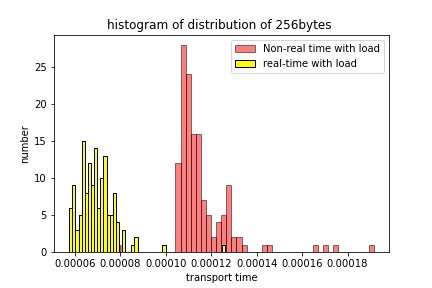 histogram of distribution of 256bytes
Non-real time with load
real-time with load
number
25
20
15
10
5
0
0.00006 0.00008 0.00010 0.00012 0.00014 0.00016 0.00018
transport time